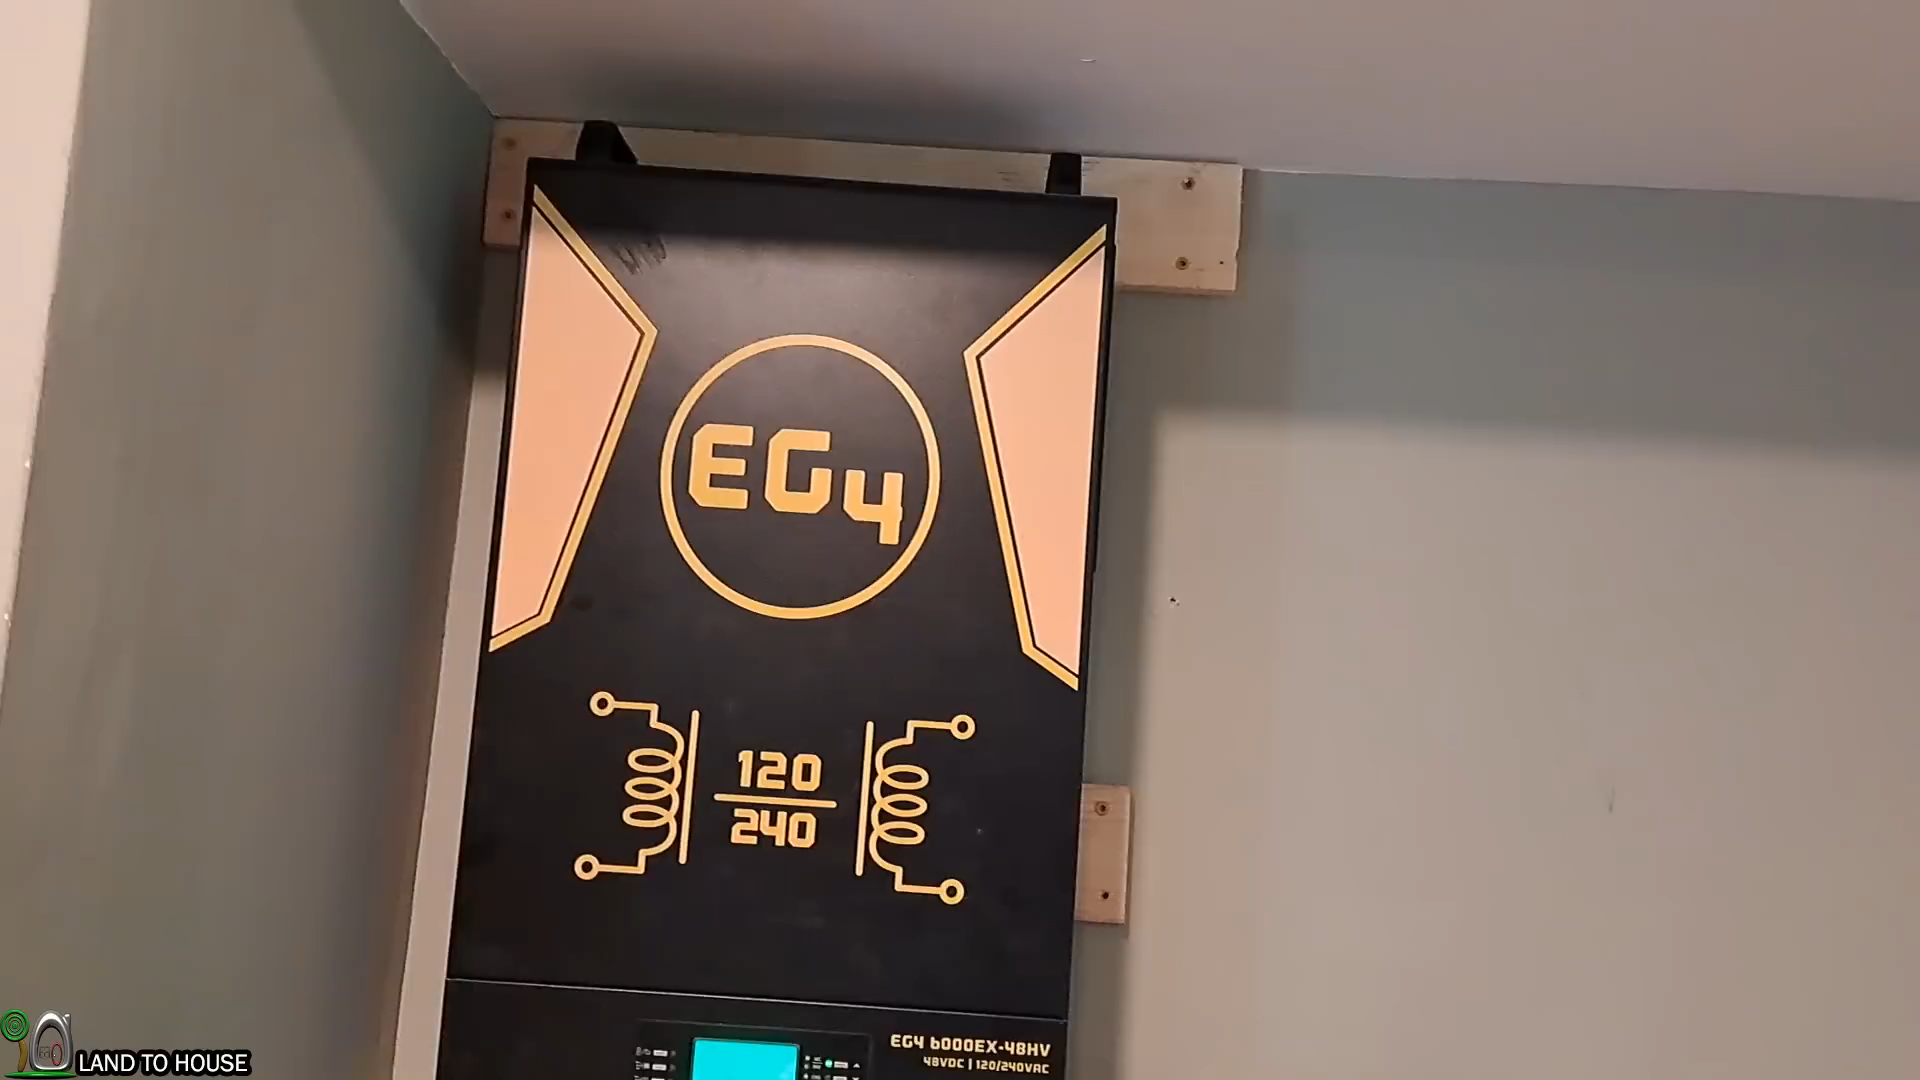 EG4
120
240
EG4 6000EX-48HV
48VDC | 120/240VAC
LAND TO HOUSE